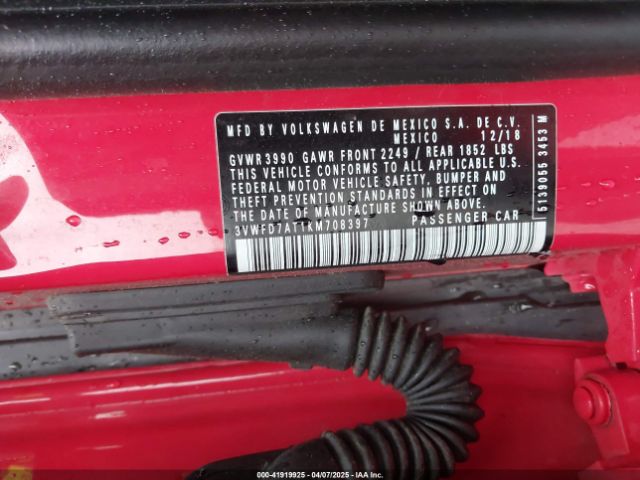 MFD BY VOLKSWAGEN DE MEXICO S.A. DE C.V.
MEXICO 12/18
GVWR 3990 GAWR FRONT 2249 / REAR 1852 LBS
THIS VEHICLE CONFORMS TO ALL APPLICABLE U.S.
FEDERAL MOTOR VEHICLE SAFETY, BUMPER AND
THEFT PREVENTION STANDARDS IN EFFECT ON
THE DATE OF MANUFACTURE SHOWN ABOVE.
3VWFD7AT1KM708397 PASSENGER CAR
5139055 3453 M
000-41919925 - 04/07/2025 - IAAI, Inc.